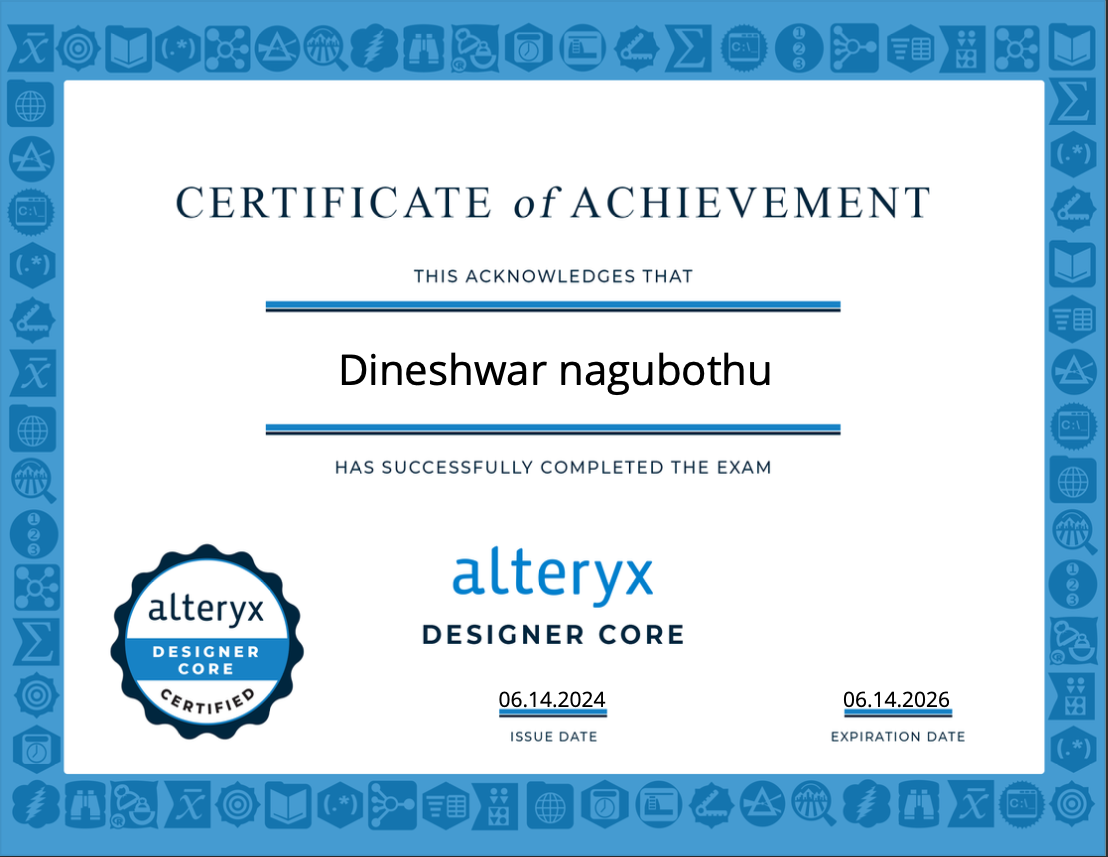 CERTIFICATE of ACHIEVEMENT
THIS ACKNOWLEDGES THAT
Dineshwar nagubothu
HAS SUCCESSFULLY COMPLETED THE EXAM
alteryx
DESIGNER CORE
alteryx
DESIGNER
CORE
CERTIFIED
06.14.2024
ISSUE DATE
06.14.2026
EXPIRATION DATE